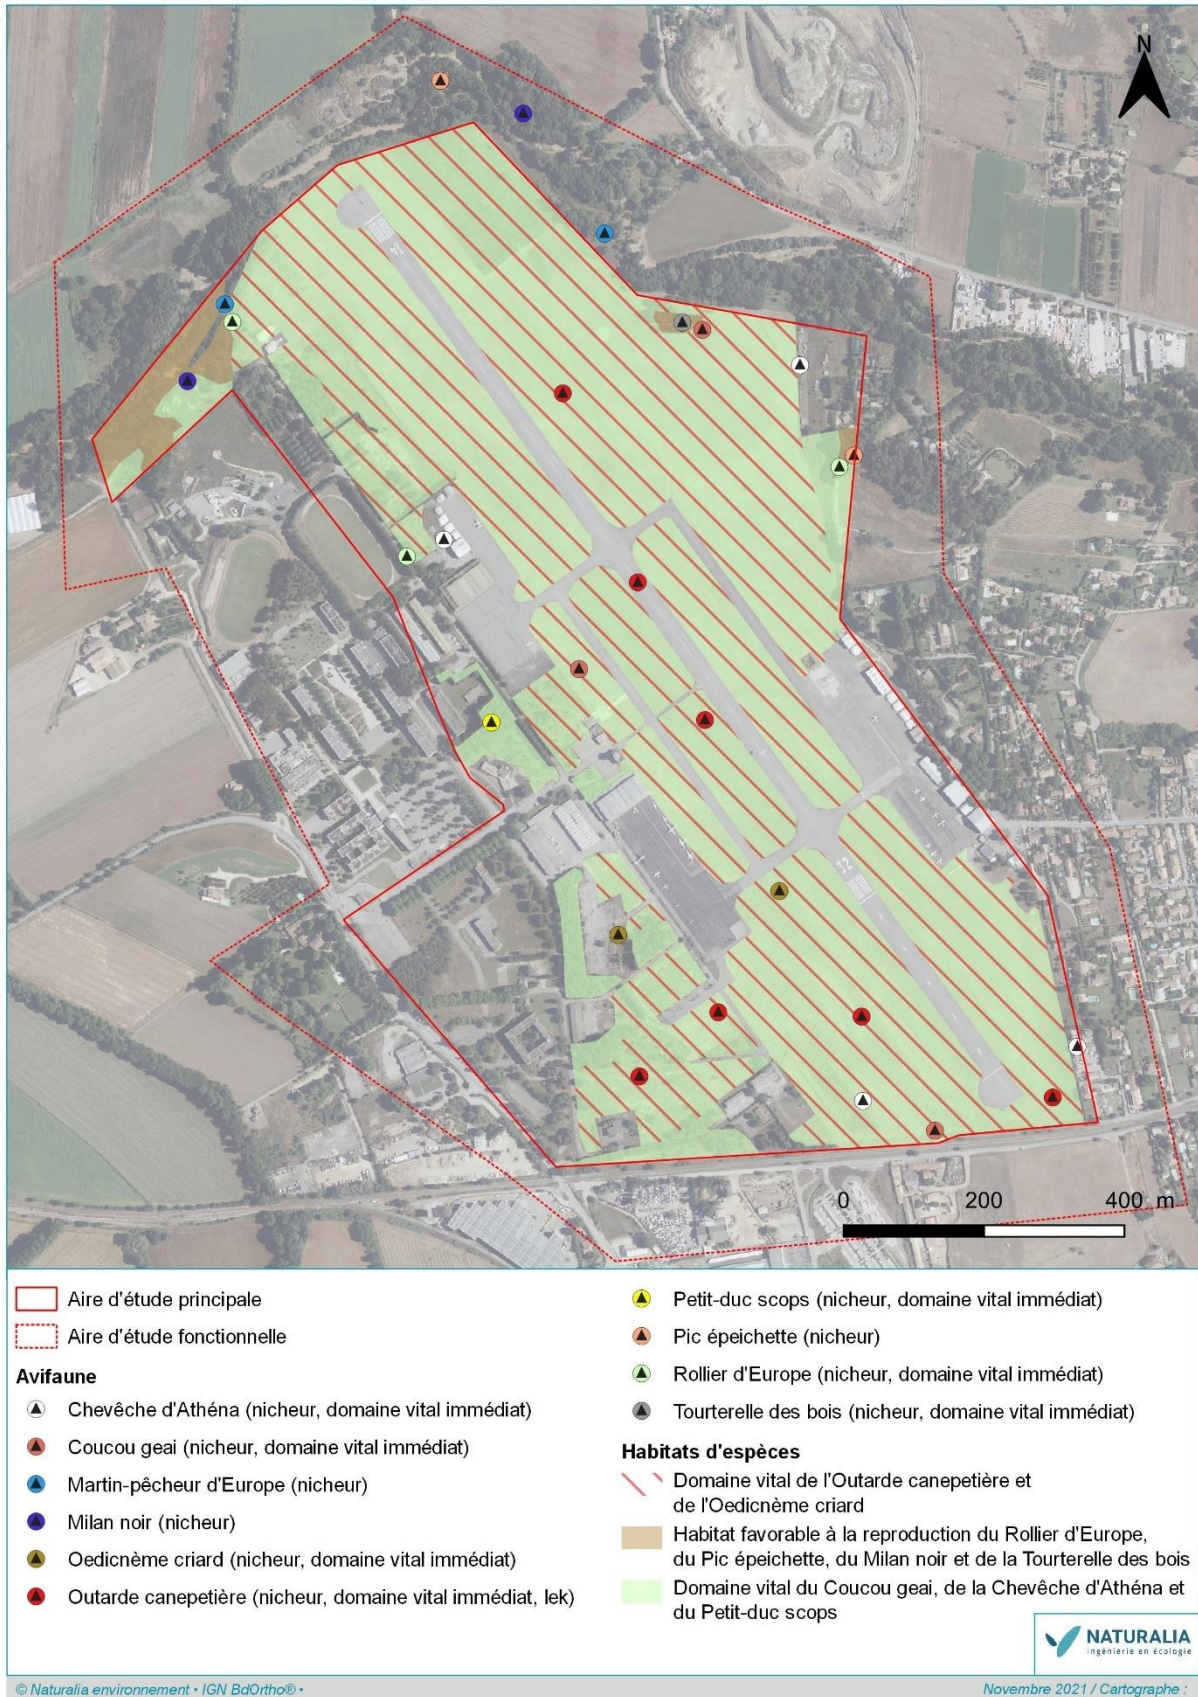 N
12
0 200 400 m
Aire d'étude principale
Aire d'étude fonctionnelle
Avifaune
Chevêche d'Athéna (nicheur, domaine vital immédiat)
Coucou geai (nicheur, domaine vital immédiat)
Martin-pêcheur d'Europe (nicheur)
Milan noir (nicheur)
Oedicnème criard (nicheur, domaine vital immédiat)
Outarde canepetière (nicheur, domaine vital immédiat, lek)
Petit-duc scops (nicheur, domaine vital immédiat)
Pic épeichette (nicheur)
Rollier d'Europe (nicheur, domaine vital immédiat)
Tourterelle des bois (nicheur, domaine vital immédiat)
Habitats d'espèces
Domaine vital de l'Outarde canepetière et
de l'Oedicnème criard
Habitat favorable à la reproduction du Rollier d'Europe,
du Pic épeichette, du Milan noir et de la Tourterelle des bois
Domaine vital du Coucou geai, de la Chevêche d'Athéna et
du Petit-duc scops
NATURALIA
ingénierie en écologie
© Naturalia environnement • IGN BdOrtho® •
Novembre 2021 / Cartographe :